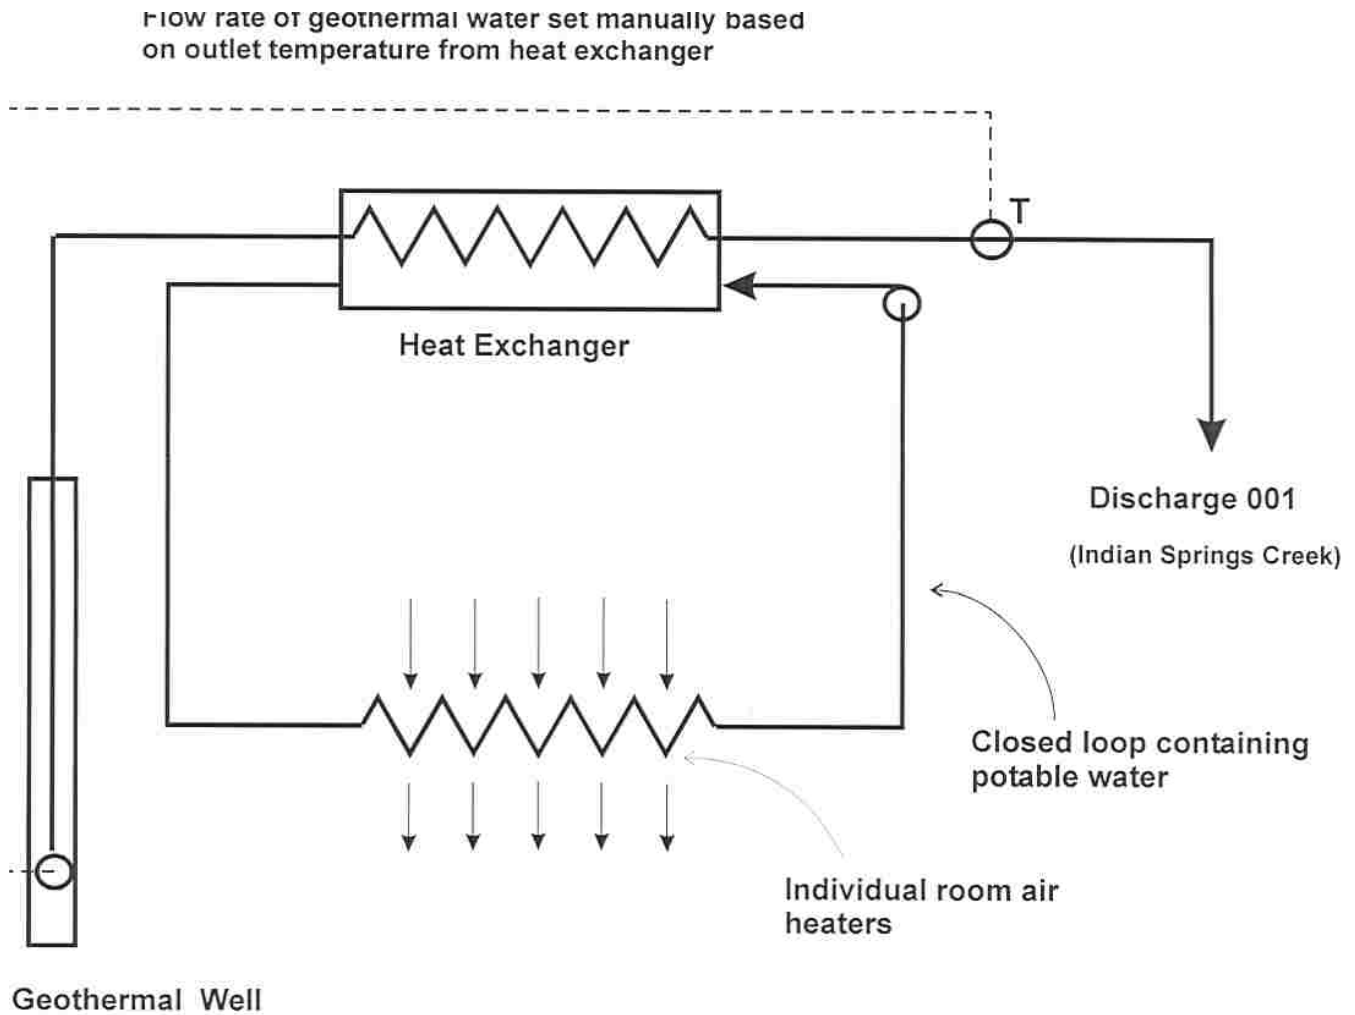 Flow rate of geothermal water set manually based
on outlet temperature from heat exchanger
T
Heat Exchanger
Discharge 001
(Indian Springs Creek)
Closed loop containing
potable water
Individual room air
heaters
Geothermal Well